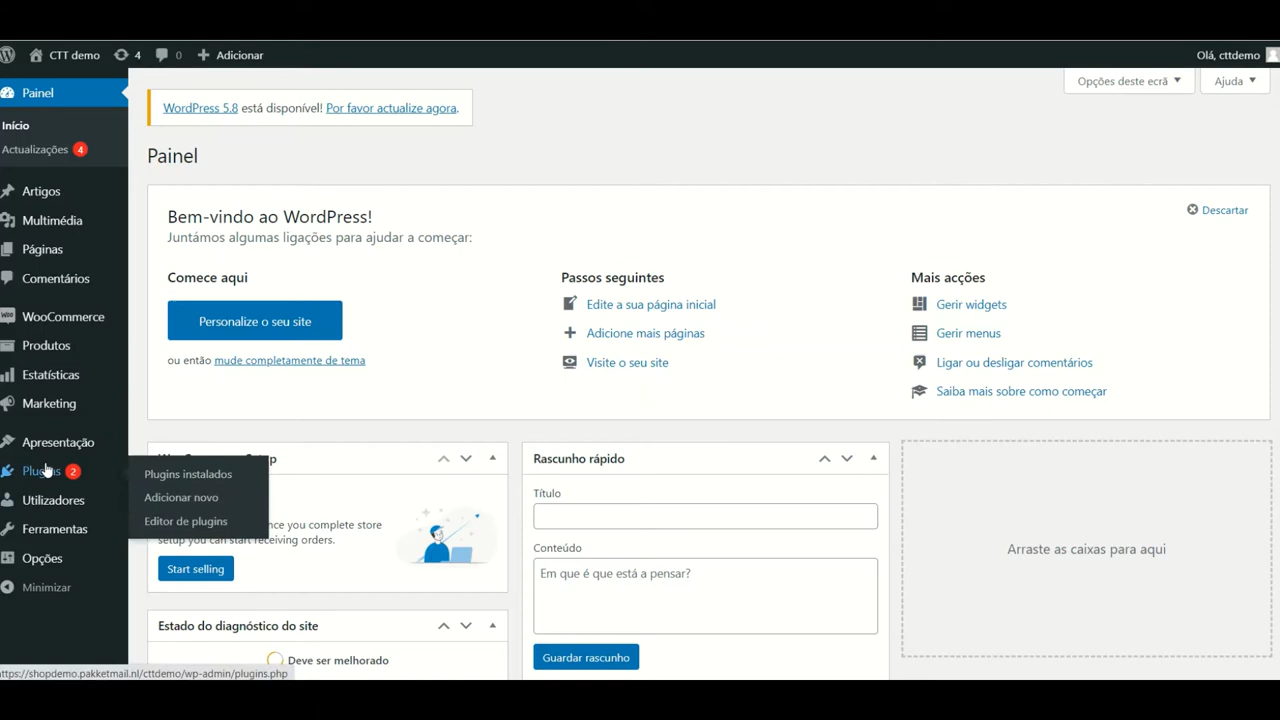 CTT demo
4
0
Adicionar
Olá, cttdemo
Painel
Início
Actualizações 4
Artigos
Multimédia
Páginas
Comentários
WooCommerce
Produtos
Estatísticas
Marketing
Apresentação
Plugins 2
Utilizadores
Ferramentas
Opções
Minimizar
Plugins instalados
Adicionar novo
Editor de plugins
Opções deste ecrã
Ajuda
WordPress 5.8 está disponível! Por favor actualize agora.
Painel
Bem-vindo ao WordPress!
Juntámos algumas ligações para ajudar a começar:
Descartar
Comece aqui
Personalize o seu site
ou então mude completamente de tema
Passos seguintes
Edite a sua página inicial
Adicione mais páginas
Visite o seu site
Mais acções
Gerir widgets
Gerir menus
Ligar ou desligar comentários
Saiba mais sobre como começar
once you complete store
setup you can start receiving orders.
Start selling
Estado do diagnóstico do site
Deve ser melhorado
Rascunho rápido
Título
Conteúdo
Em que é que está a pensar?
Guardar rascunho
Arraste as caixas para aqui
https://shopdemo.pakketmail.nl/cttdemo/wp-admin/plugins.php